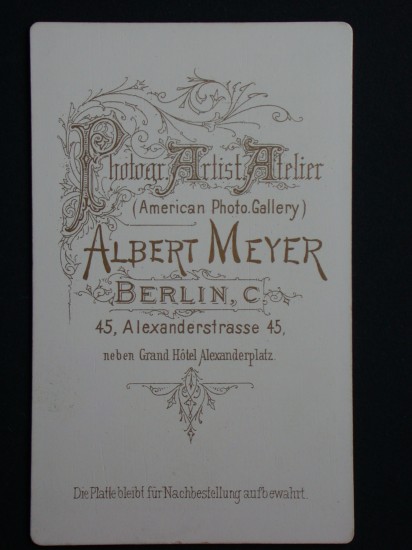 Photogr. Artist. Atelier
(American Photo. Gallery)
ALBERT MEYER
BERLIN, C.
45, Alexanderstrasse 45,
neben Grand Hôtel Alexanderplatz.
Die Platte bleibt für Nachbestellung aufbewahrt.